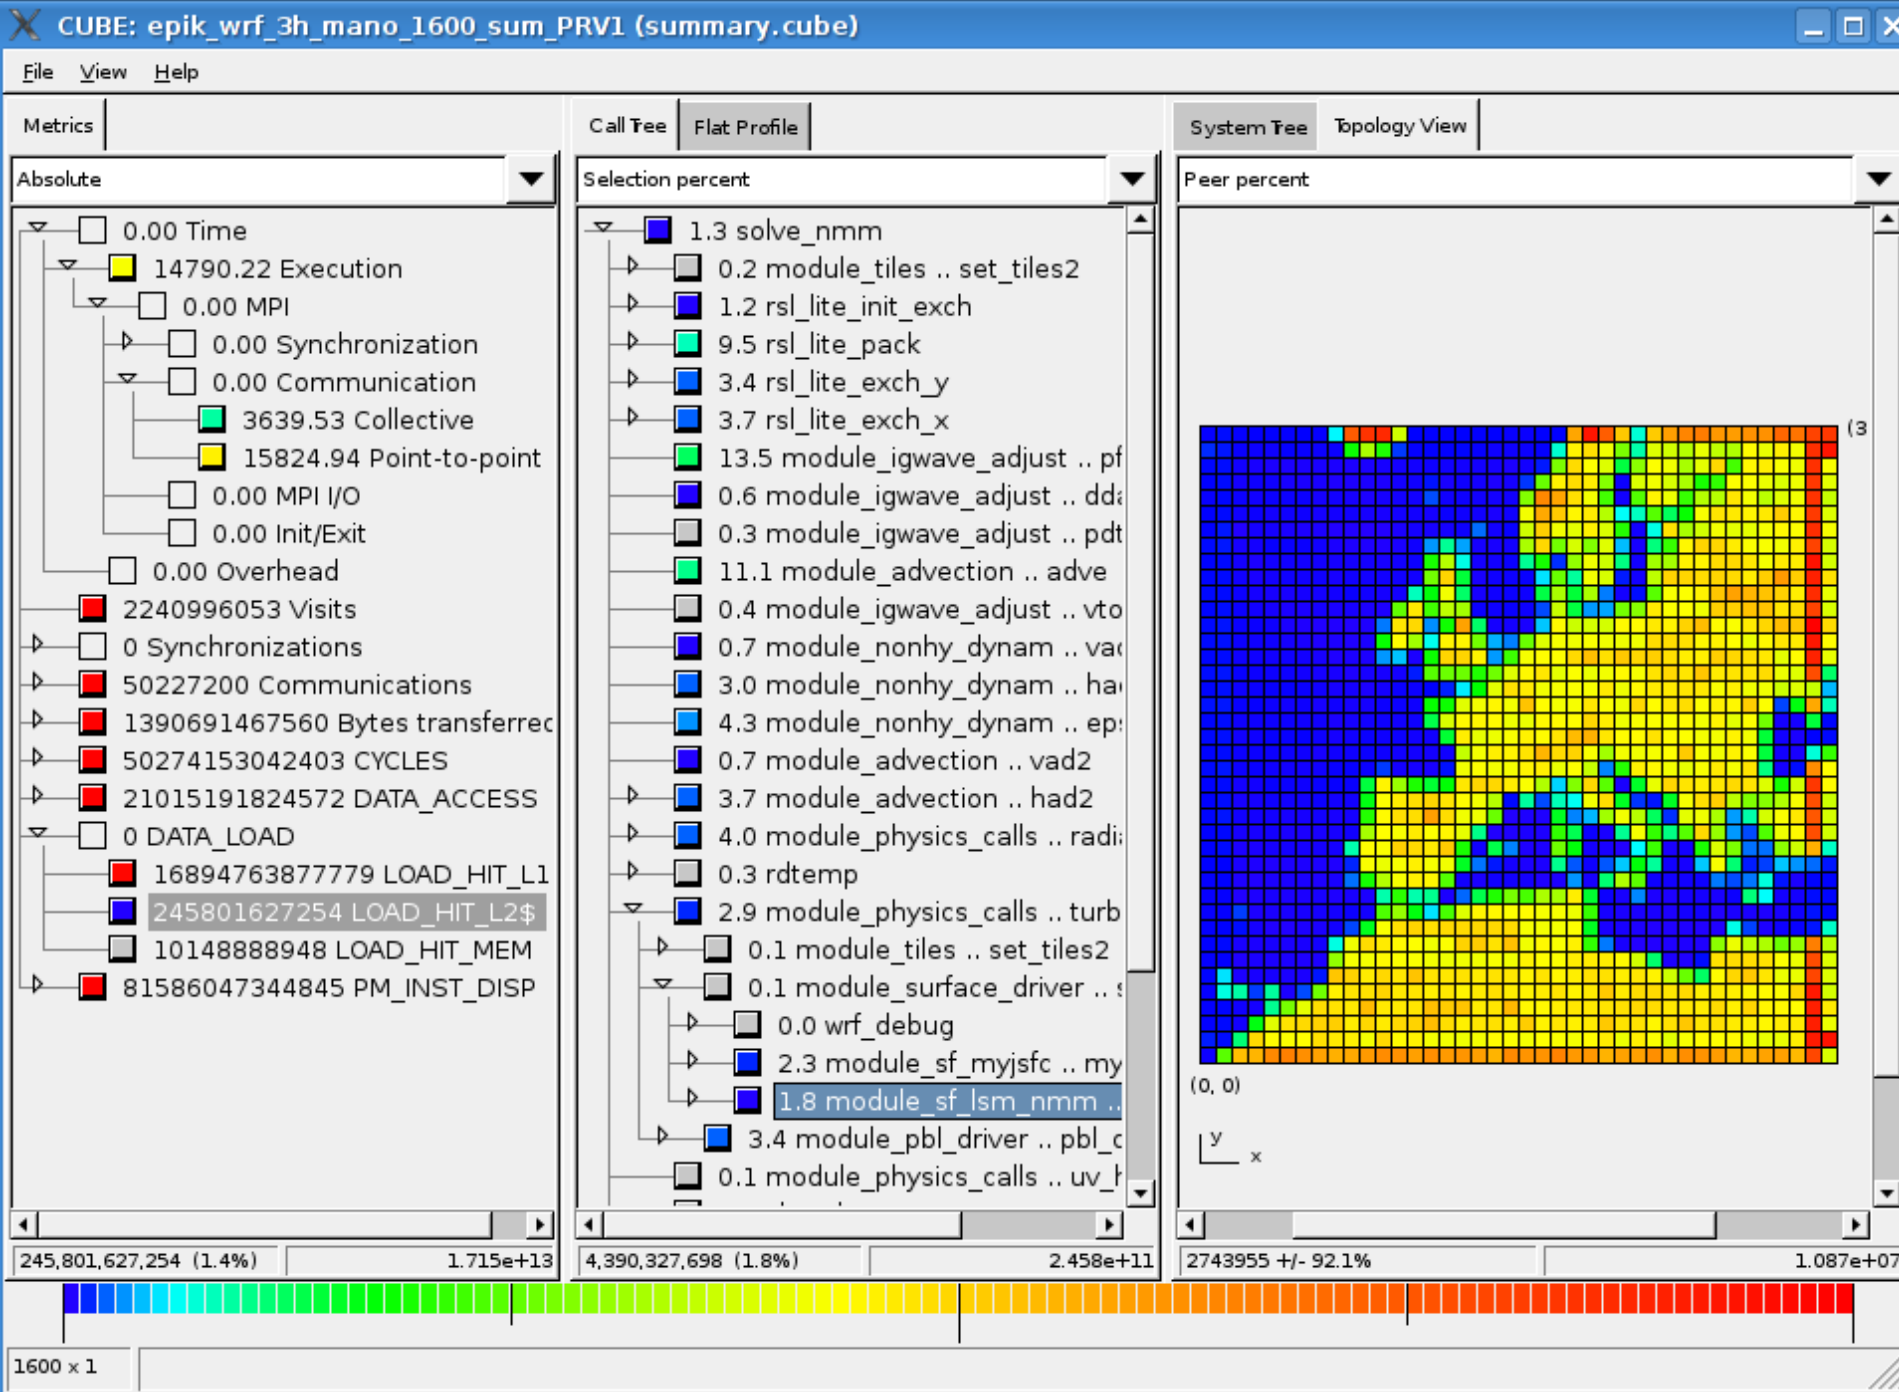 CUBE: epik_wrf_3h_mano_1600_sum_PRV1 (summary.cube)
File View Help
Metrics
Absolute
0.00 Time
14790.22 Execution
0.00 MPI
0.00 Synchronization
0.00 Communication
3639.53 Collective
15824.94 Point-to-point
0.00 MPI I/O
0.00 Init/Exit
0.00 Overhead
2240996053 Visits
0 Synchronizations
50227200 Communications
1390691467560 Bytes transferrec
50274153042403 CYCLES
21015191824572 DATA_ACCESS
0 DATA_LOAD
16894763877779 LOAD_HIT_L1
245801627254 LOAD_HIT_L2$
10148888948 LOAD_HIT_MEM
81586047344845 PM_INST_DISP
245,801,627,254 (1.4%) 1.715e+13
Call Tree Flat Profile
Selection percent
1.3 solve_nmm
0.2 module_tiles .. set_tiles2
1.2 rsl_lite_init_exch
9.5 rsl_lite_pack
3.4 rsl_lite_exch_y
3.7 rsl_lite_exch_x
13.5 module_igwave_adjust .. pf
0.6 module_igwave_adjust .. dda
0.3 module_igwave_adjust .. pdt
11.1 module_advection .. adve
0.4 module_igwave_adjust .. vto
0.7 module_nonhy_dynam .. vad
3.0 module_nonhy_dynam .. had
4.3 module_nonhy_dynam .. eps
0.7 module_advection .. vad2
3.7 module_advection .. had2
4.0 module_physics_calls .. radia
0.3 rdtemp
2.9 module_physics_calls .. turb
0.1 module_tiles .. set_tiles2
0.1 module_surface_driver .. s
0.0 wrf_debug
2.3 module_sf_myjsfc .. my
1.8 module_sf_lsm_nmm ..
3.4 module_pbl_driver .. pbl_d
0.1 module_physics_calls .. uv_h
4,390,327,698 (1.8%) 2.458e+11
System Tree Topology View
Peer percent
(3
(0, 0)
y
x
2743955 +/- 92.1% 1.087e+07
1600 x 1